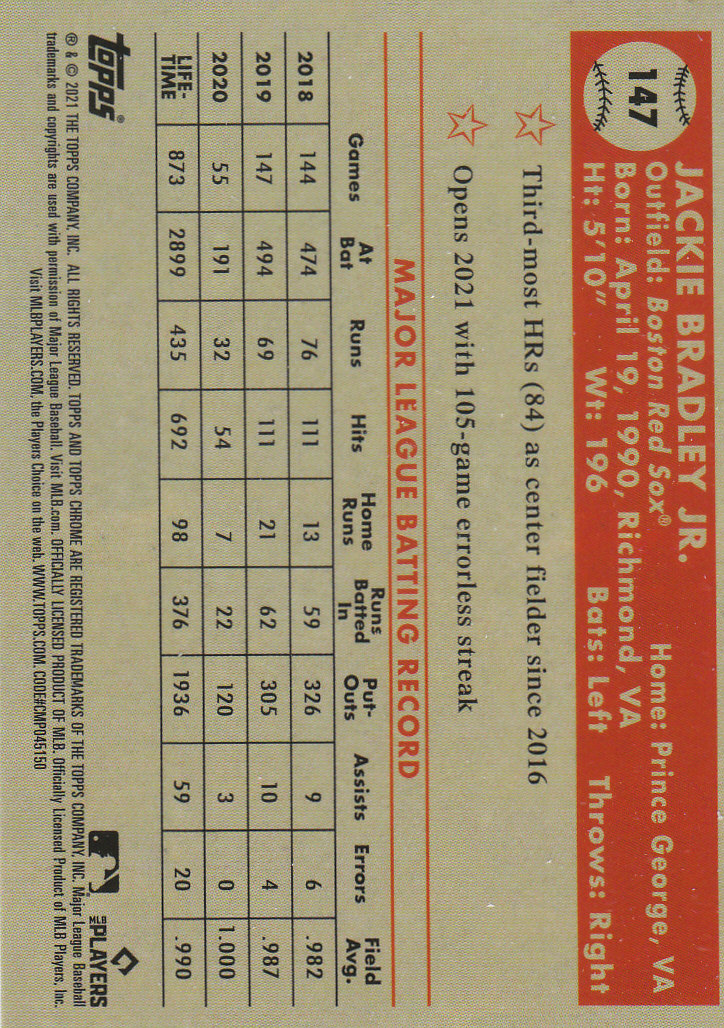 147
JACKIE BRADLEY JR.
Outfield: Boston Red Sox® Home: Prince George, VA
Born: April 19, 1990, Richmond, VA
Ht: 5'10" Wt: 196 Bats: Left Throws: Right
Third-most HRs (84) as center fielder since 2016
Opens 2021 with 105-game errorless streak
MAJOR LEAGUE BATTING RECORD
Games At Bat Runs Hits Home Runs Runs Batted In Put-Outs Assists Errors Field Avg.
2018 144 474 76 111 13 59 326 9 6 .982
2019 147 494 69 111 21 62 305 10 4 .987
2020 55 191 32 54 7 22 120 3 0 1.000
LIFE-TIME 873 2899 435 692 98 376 1936 59 20 .990
topps®
MLB PLAYERS
® & © 2021 THE TOPPS COMPANY, INC. ALL RIGHTS RESERVED. TOPPS AND TOPPS CHROME ARE REGISTERED TRADEMARKS OF THE TOPPS COMPANY, INC. Major League Baseball
trademarks and copyrights are used with permission of Major League Baseball. Visit MLB.com. OFFICIALLY LICENSED PRODUCT OF MLB. Officially Licensed Product of MLB Players, Inc.
Visit MLBPLAYERS.COM, the Players Choice on the web. WWW.TOPPS.COM. CODE#CMP045150